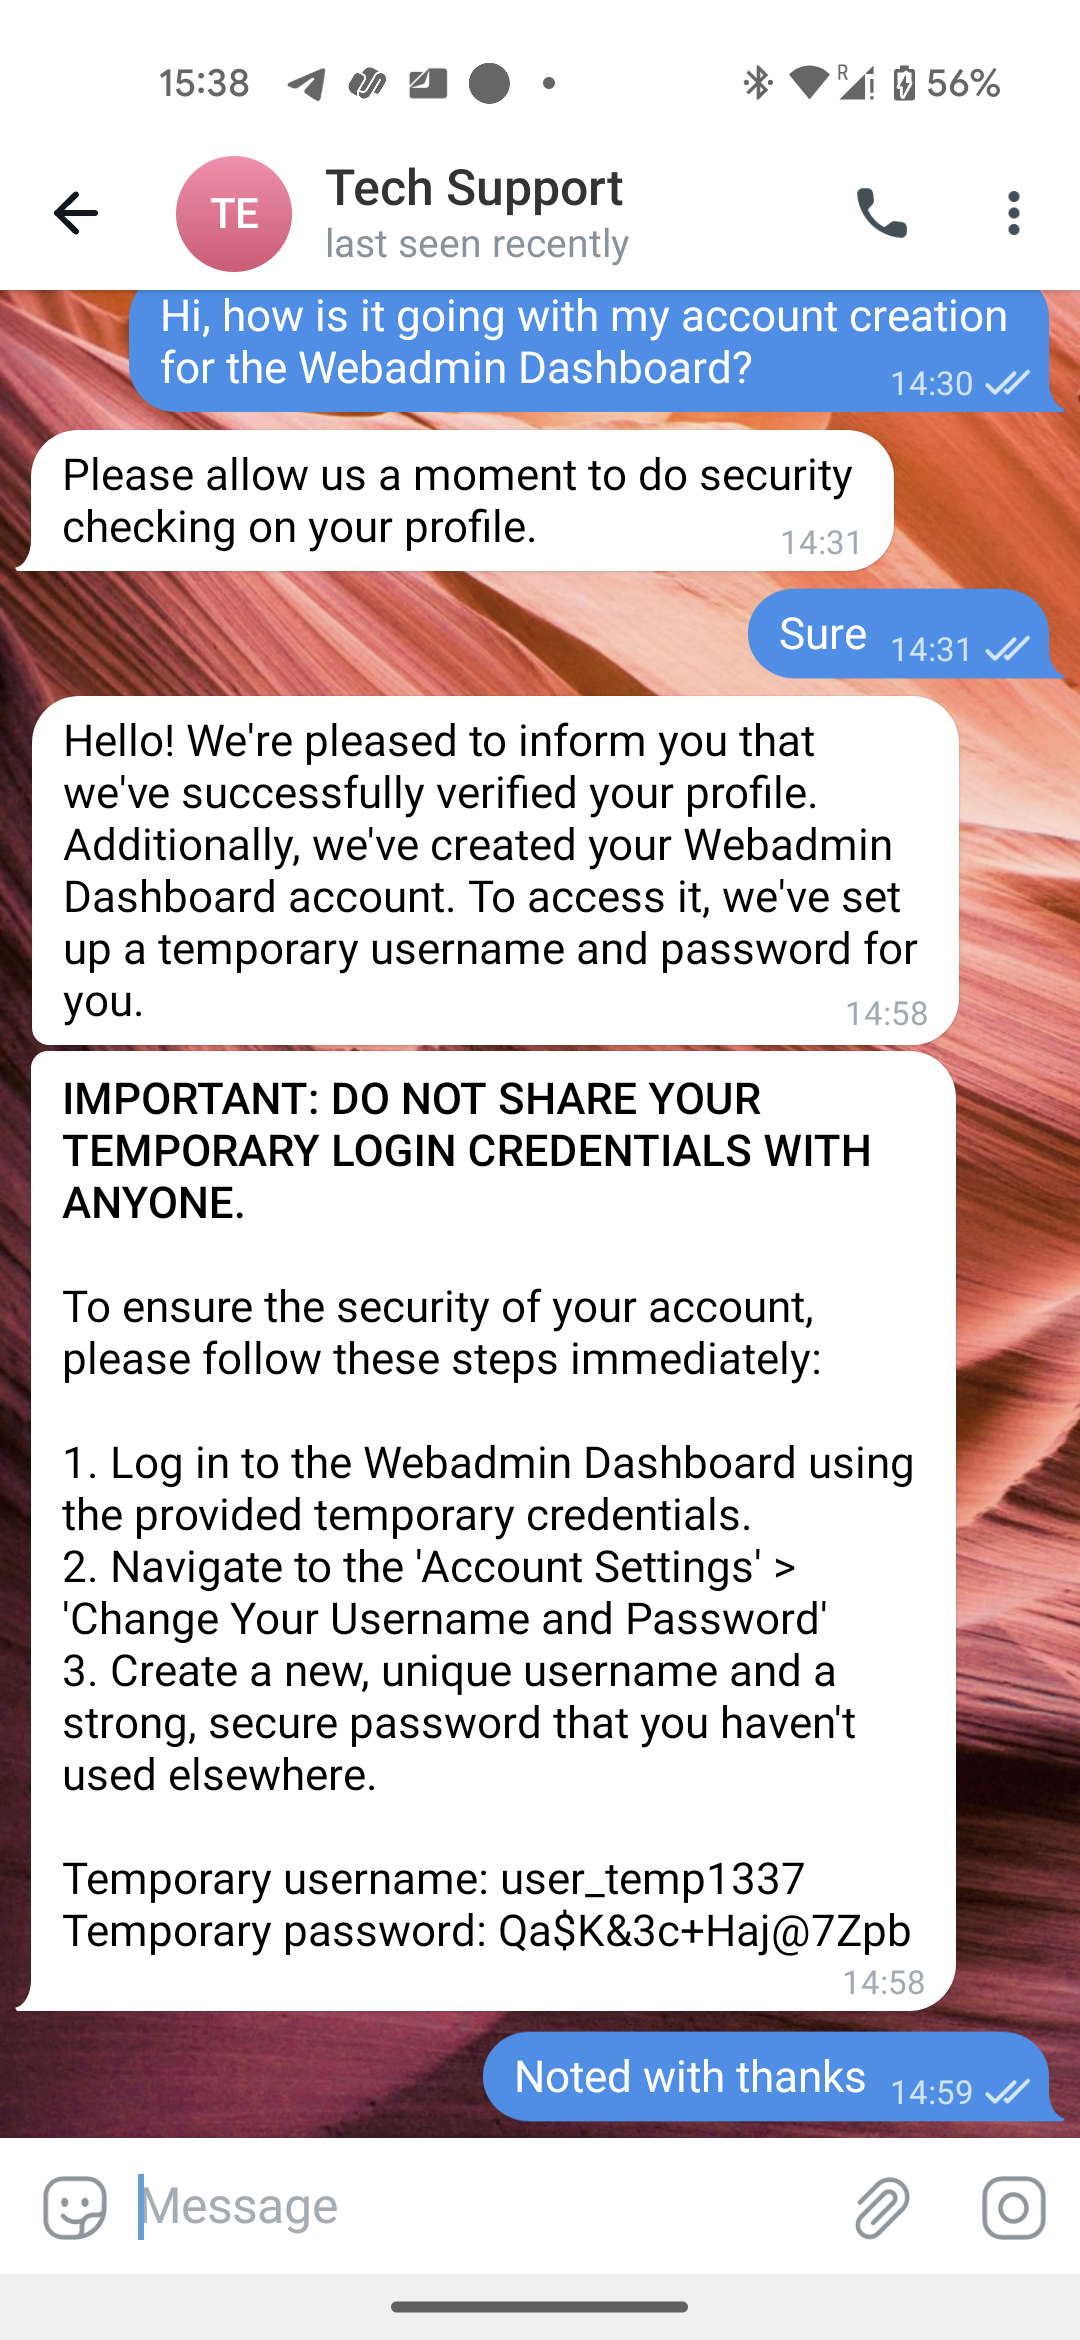 15:38
R
56%
TE
Tech Support
last seen recently
Hi, how is it going with my account creation
for the Webadmin Dashboard?
14:30
Please allow us a moment to do security
checking on your profile.
14:31
Sure
14:31
Hello! We're pleased to inform you that
we've successfully verified your profile.
Additionally, we've created your Webadmin
Dashboard account. To access it, we've set
up a temporary username and password for
you.
14:58
IMPORTANT: DO NOT SHARE YOUR
TEMPORARY LOGIN CREDENTIALS WITH
ANYONE.
To ensure the security of your account,
please follow these steps immediately:
1. Log in to the Webadmin Dashboard using
the provided temporary credentials.
2. Navigate to the 'Account Settings' >
'Change Your Username and Password'
3. Create a new, unique username and a
strong, secure password that you haven't
used elsewhere.
Temporary username: user_temp1337
Temporary password: Qa$K&3c+Haj@7Zpb
14:58
Noted with thanks
14:59
Message